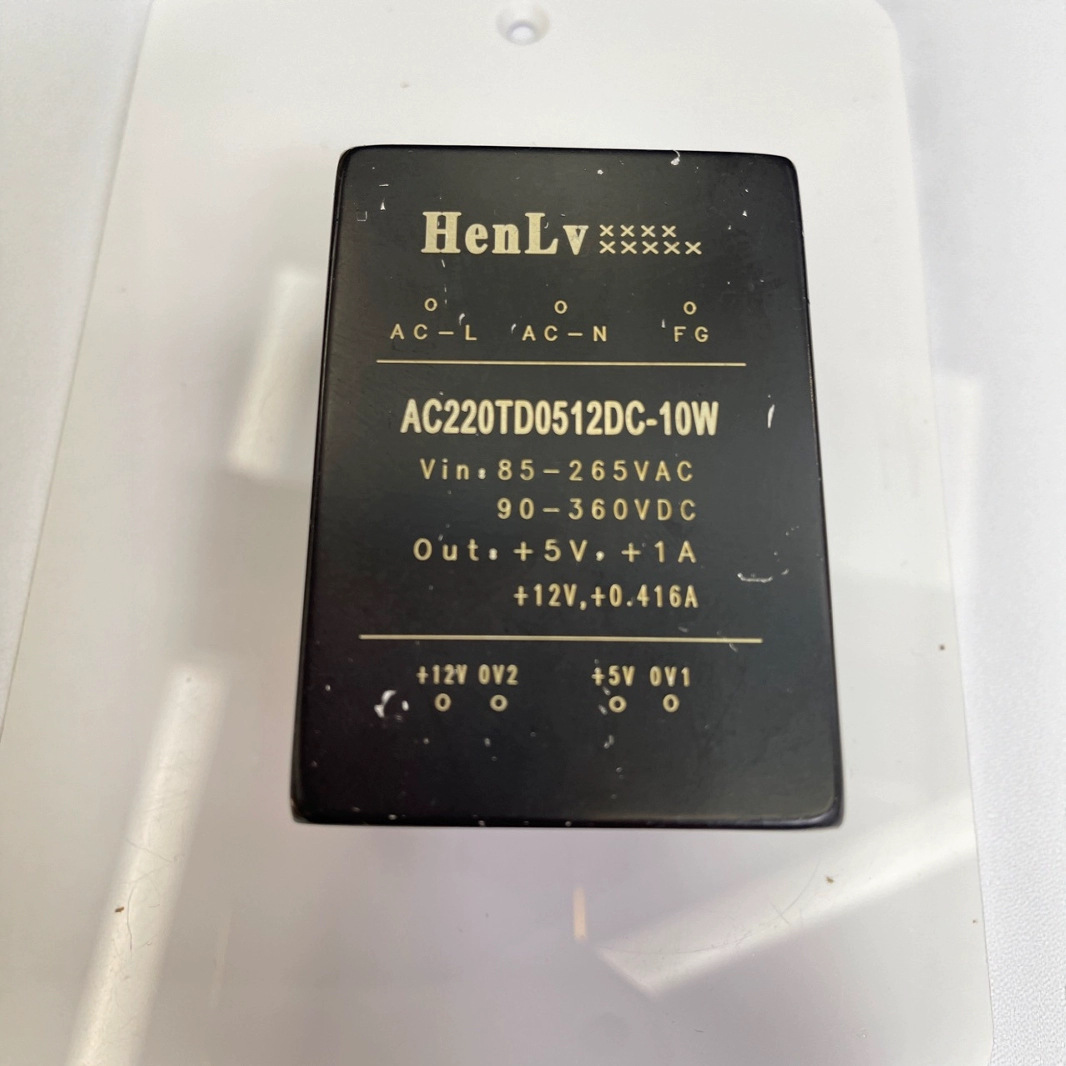 HenLv ××××
×××××
AC-L AC-N FG
AC220TD0512DC-10W
Vin:85-265VAC
90-360VDC
Out:+5V,+1A
+12V,+0.416A
+12V 0V2 +5V 0V1